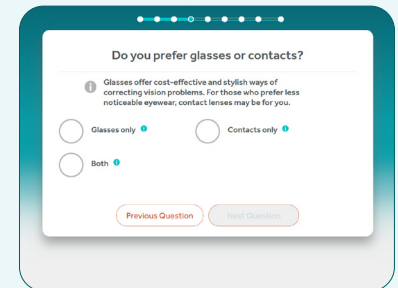 Do you prefer glasses or contacts?
Glasses offer cost-effective and stylish ways of
correcting vision problems. For those who prefer less
noticeable eyewear, contact lenses may be for you.
Glasses only
Contacts only
Both
Previous Question
Next Question